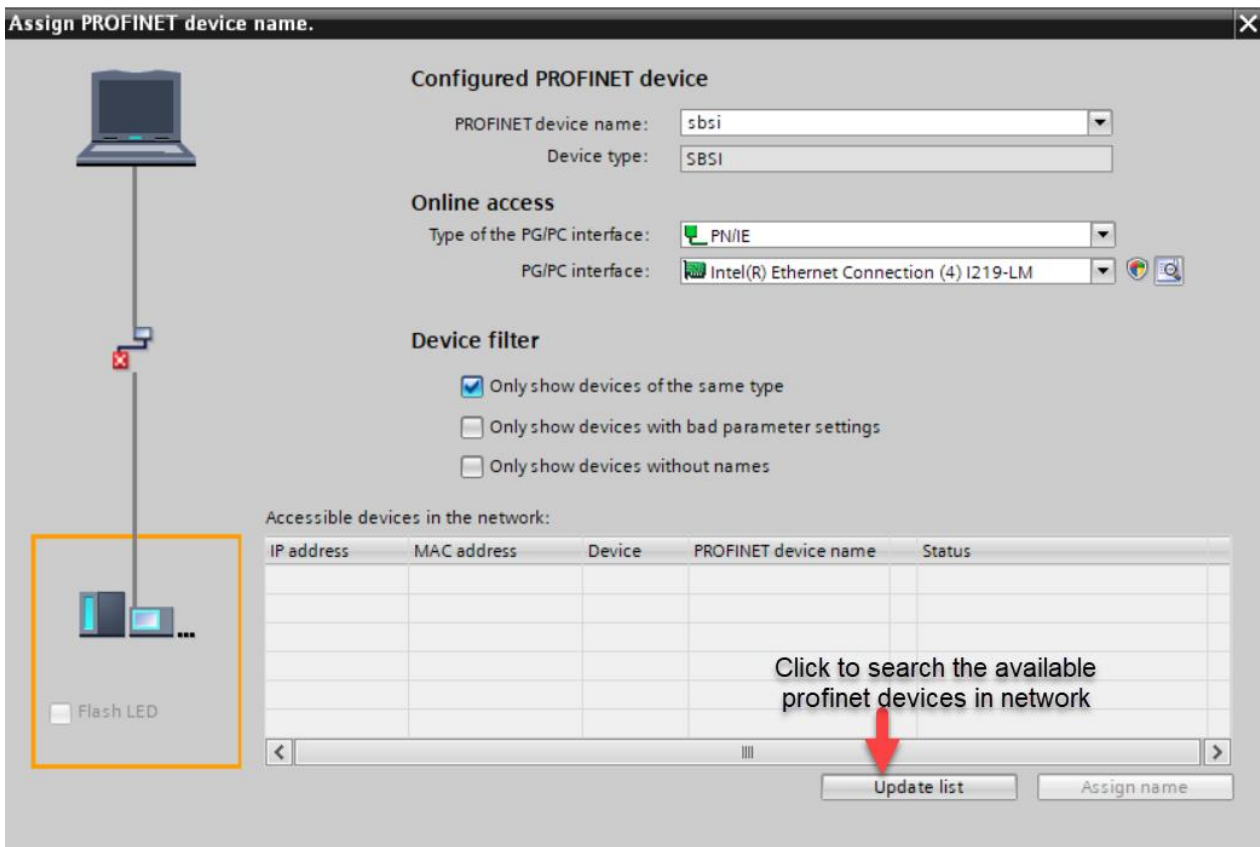 Assign PROFINET device name.
Configured PROFINET device
PROFINET device name: sbsi
Device type: SBSI
Online access
Type of the PG/PC interface: PN/IE
PG/PC interface: Intel(R) Ethernet Connection (4) I219-LM
Device filter
Only show devices of the same type
Only show devices with bad parameter settings
Only show devices without names
Accessible devices in the network:
IP address MAC address Device PROFINET device name Status
Click to search the available
profinet devices in network
Flash LED
Update list Assign name